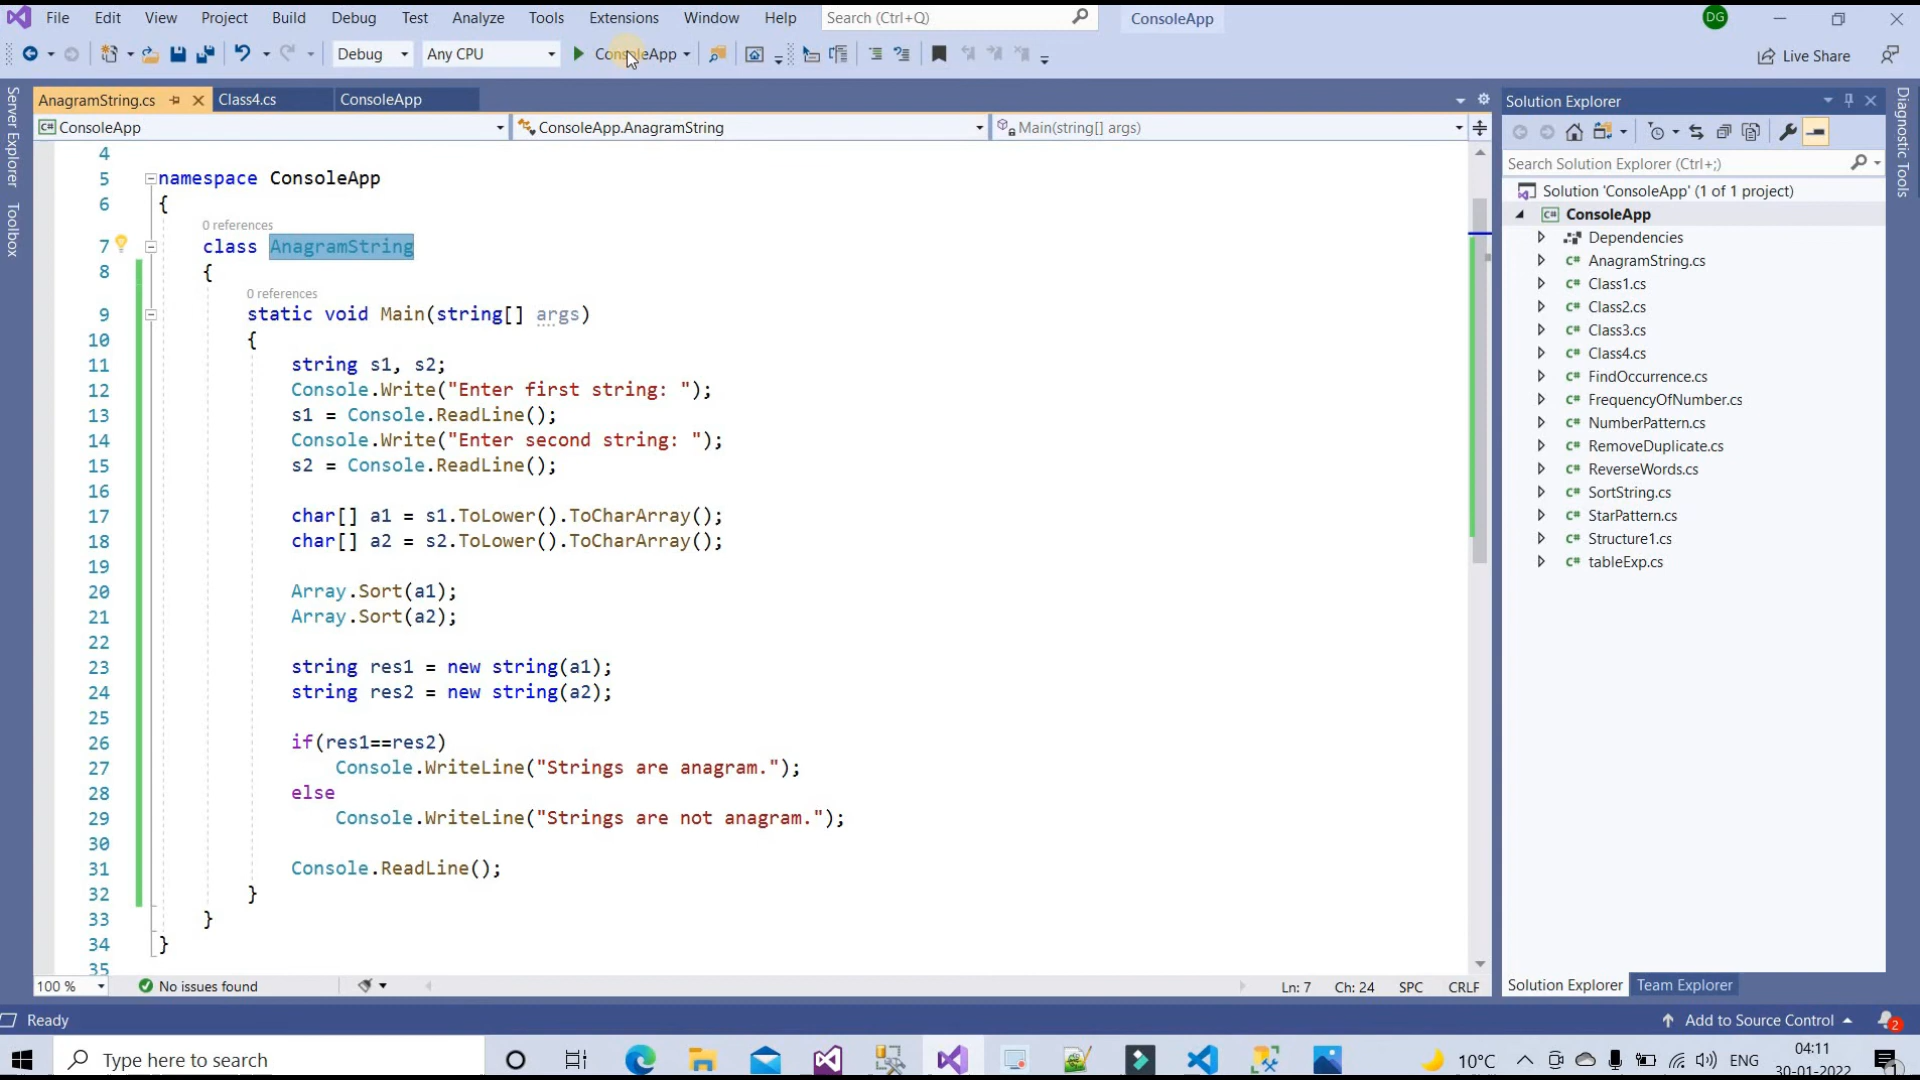 File Edit View Project Build Debug Test Analyze Tools Extensions Window Help Search (Ctrl+Q) ConsoleApp DG
Debug Any CPU ConsoleApp Live Share
AnagramString.cs Class4.cs ConsoleApp
ConsoleApp ConsoleApp.AnagramString Main(string[] args)
Server Explorer
Toolbox
4
5 namespace ConsoleApp
6 {
0 references
7 class AnagramString
8 {
0 references
9 static void Main(string[] args)
10 {
11 string s1, s2;
12 Console.Write("Enter first string: ");
13 s1 = Console.ReadLine();
14 Console.Write("Enter second string: ");
15 s2 = Console.ReadLine();
16
17 char[] a1 = s1.ToLower().ToCharArray();
18 char[] a2 = s2.ToLower().ToCharArray();
19
20 Array.Sort(a1);
21 Array.Sort(a2);
22
23 string res1 = new string(a1);
24 string res2 = new string(a2);
25
26 if(res1==res2)
27 Console.WriteLine("Strings are anagram.");
28 else
29 Console.WriteLine("Strings are not anagram.");
30
31 Console.ReadLine();
32 }
33 }
34 }
35
100 % No issues found Ln: 7 Ch: 24 SPC CRLF
Solution Explorer
Search Solution Explorer (Ctrl+;)
Solution 'ConsoleApp' (1 of 1 project)
C# ConsoleApp
Dependencies
C# AnagramString.cs
C# Class1.cs
C# Class2.cs
C# Class3.cs
C# Class4.cs
C# FindOccurrence.cs
C# FrequencyOfNumber.cs
C# NumberPattern.cs
C# RemoveDuplicate.cs
C# ReverseWords.cs
C# SortString.cs
C# StarPattern.cs
C# Structure1.cs
C# tableExp.cs
Solution Explorer Team Explorer
Diagnostic Tools
Ready Add to Source Control 2
Type here to search 10°C ENG 04:11
30-01-2022